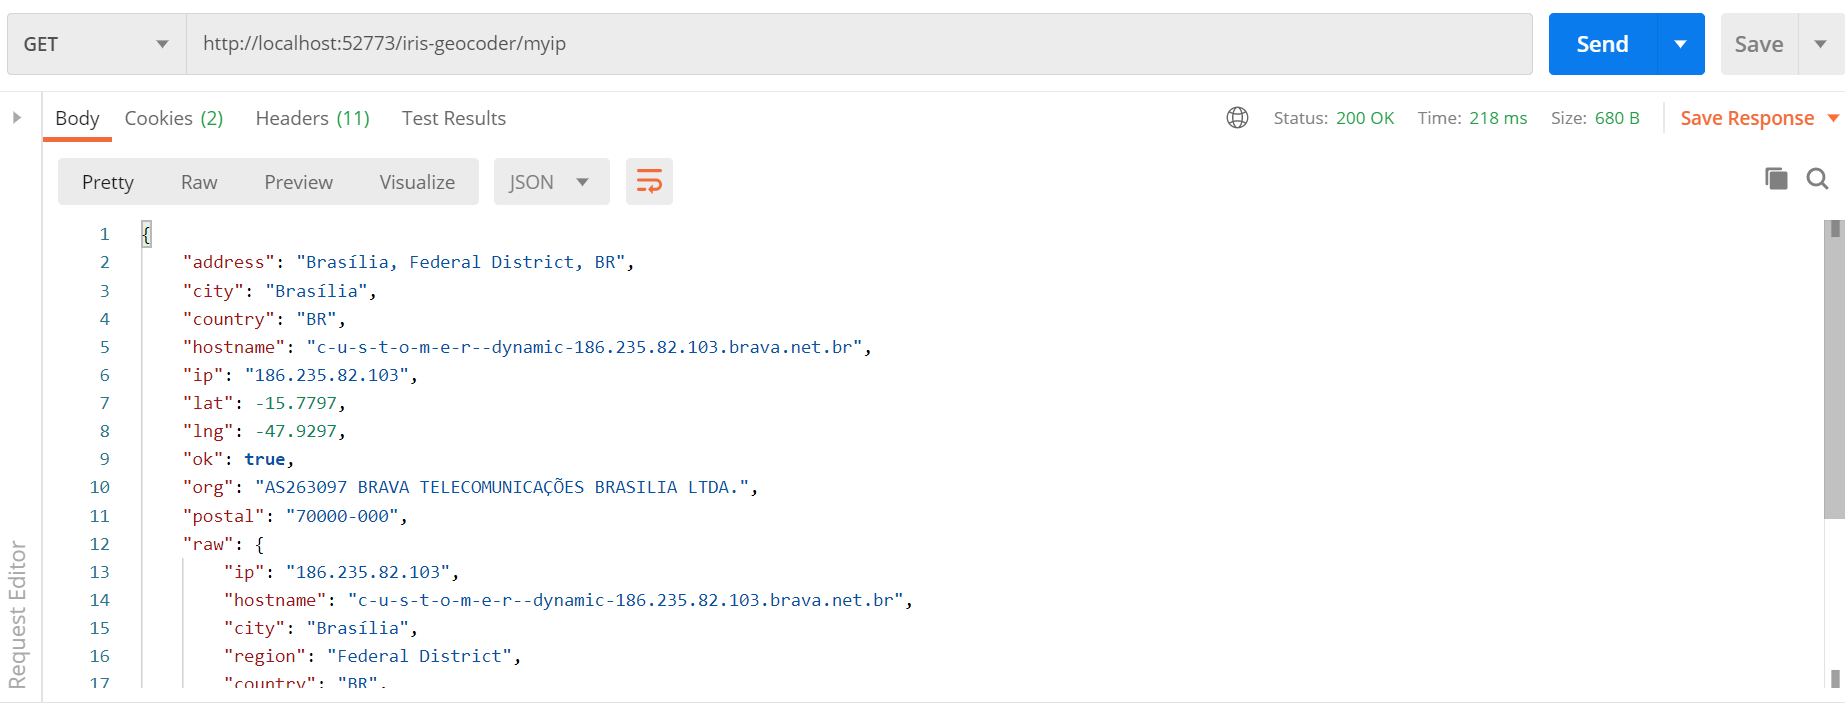 GET http://localhost:52773/iris-geocoder/myip Send Save
Body Cookies (2) Headers (11) Test Results Status: 200 OK Time: 218 ms Size: 680 B Save Response
Pretty Raw Preview Visualize JSON
1 {
2 "address": "Brasília, Federal District, BR",
3 "city": "Brasília",
4 "country": "BR",
5 "hostname": "c-u-s-t-o-m-e-r--dynamic-186.235.82.103.brava.net.br",
6 "ip": "186.235.82.103",
7 "lat": -15.7797,
8 "lng": -47.9297,
9 "ok": true,
10 "org": "AS263097 BRAVA TELECOMUNICAÇÕES BRASILIA LTDA.",
11 "postal": "70000-000",
12 "raw": {
13 "ip": "186.235.82.103",
14 "hostname": "c-u-s-t-o-m-e-r--dynamic-186.235.82.103.brava.net.br",
15 "city": "Brasília",
16 "region": "Federal District",
17 "country": "BR",
Request Editor